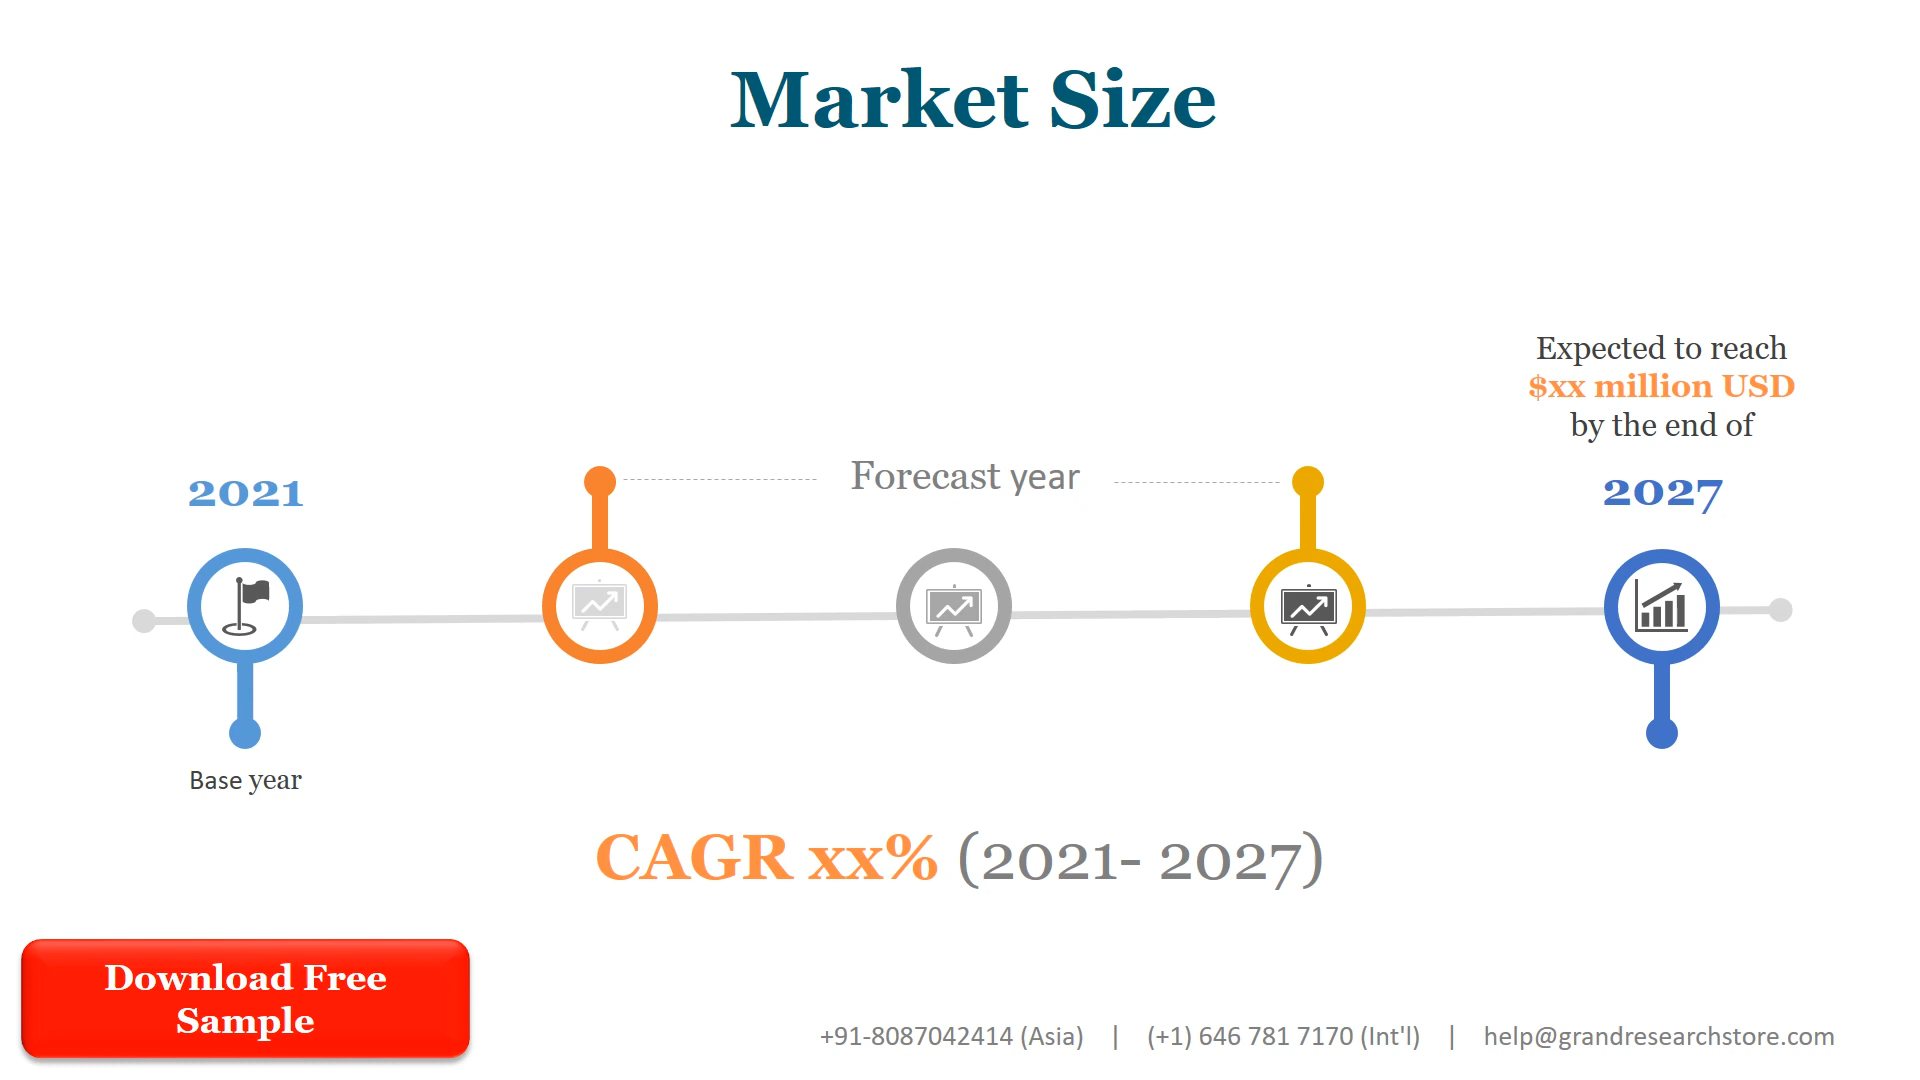 Market Size
Expected to reach
$xx million USD
by the end of
2021
Forecast year
2027
Base year
CAGR xx% (2021- 2027)
Download Free
Sample
+91-8087042414 (Asia) | (+1) 646 781 7170 (Int'l) | help@grandresearchstore.com